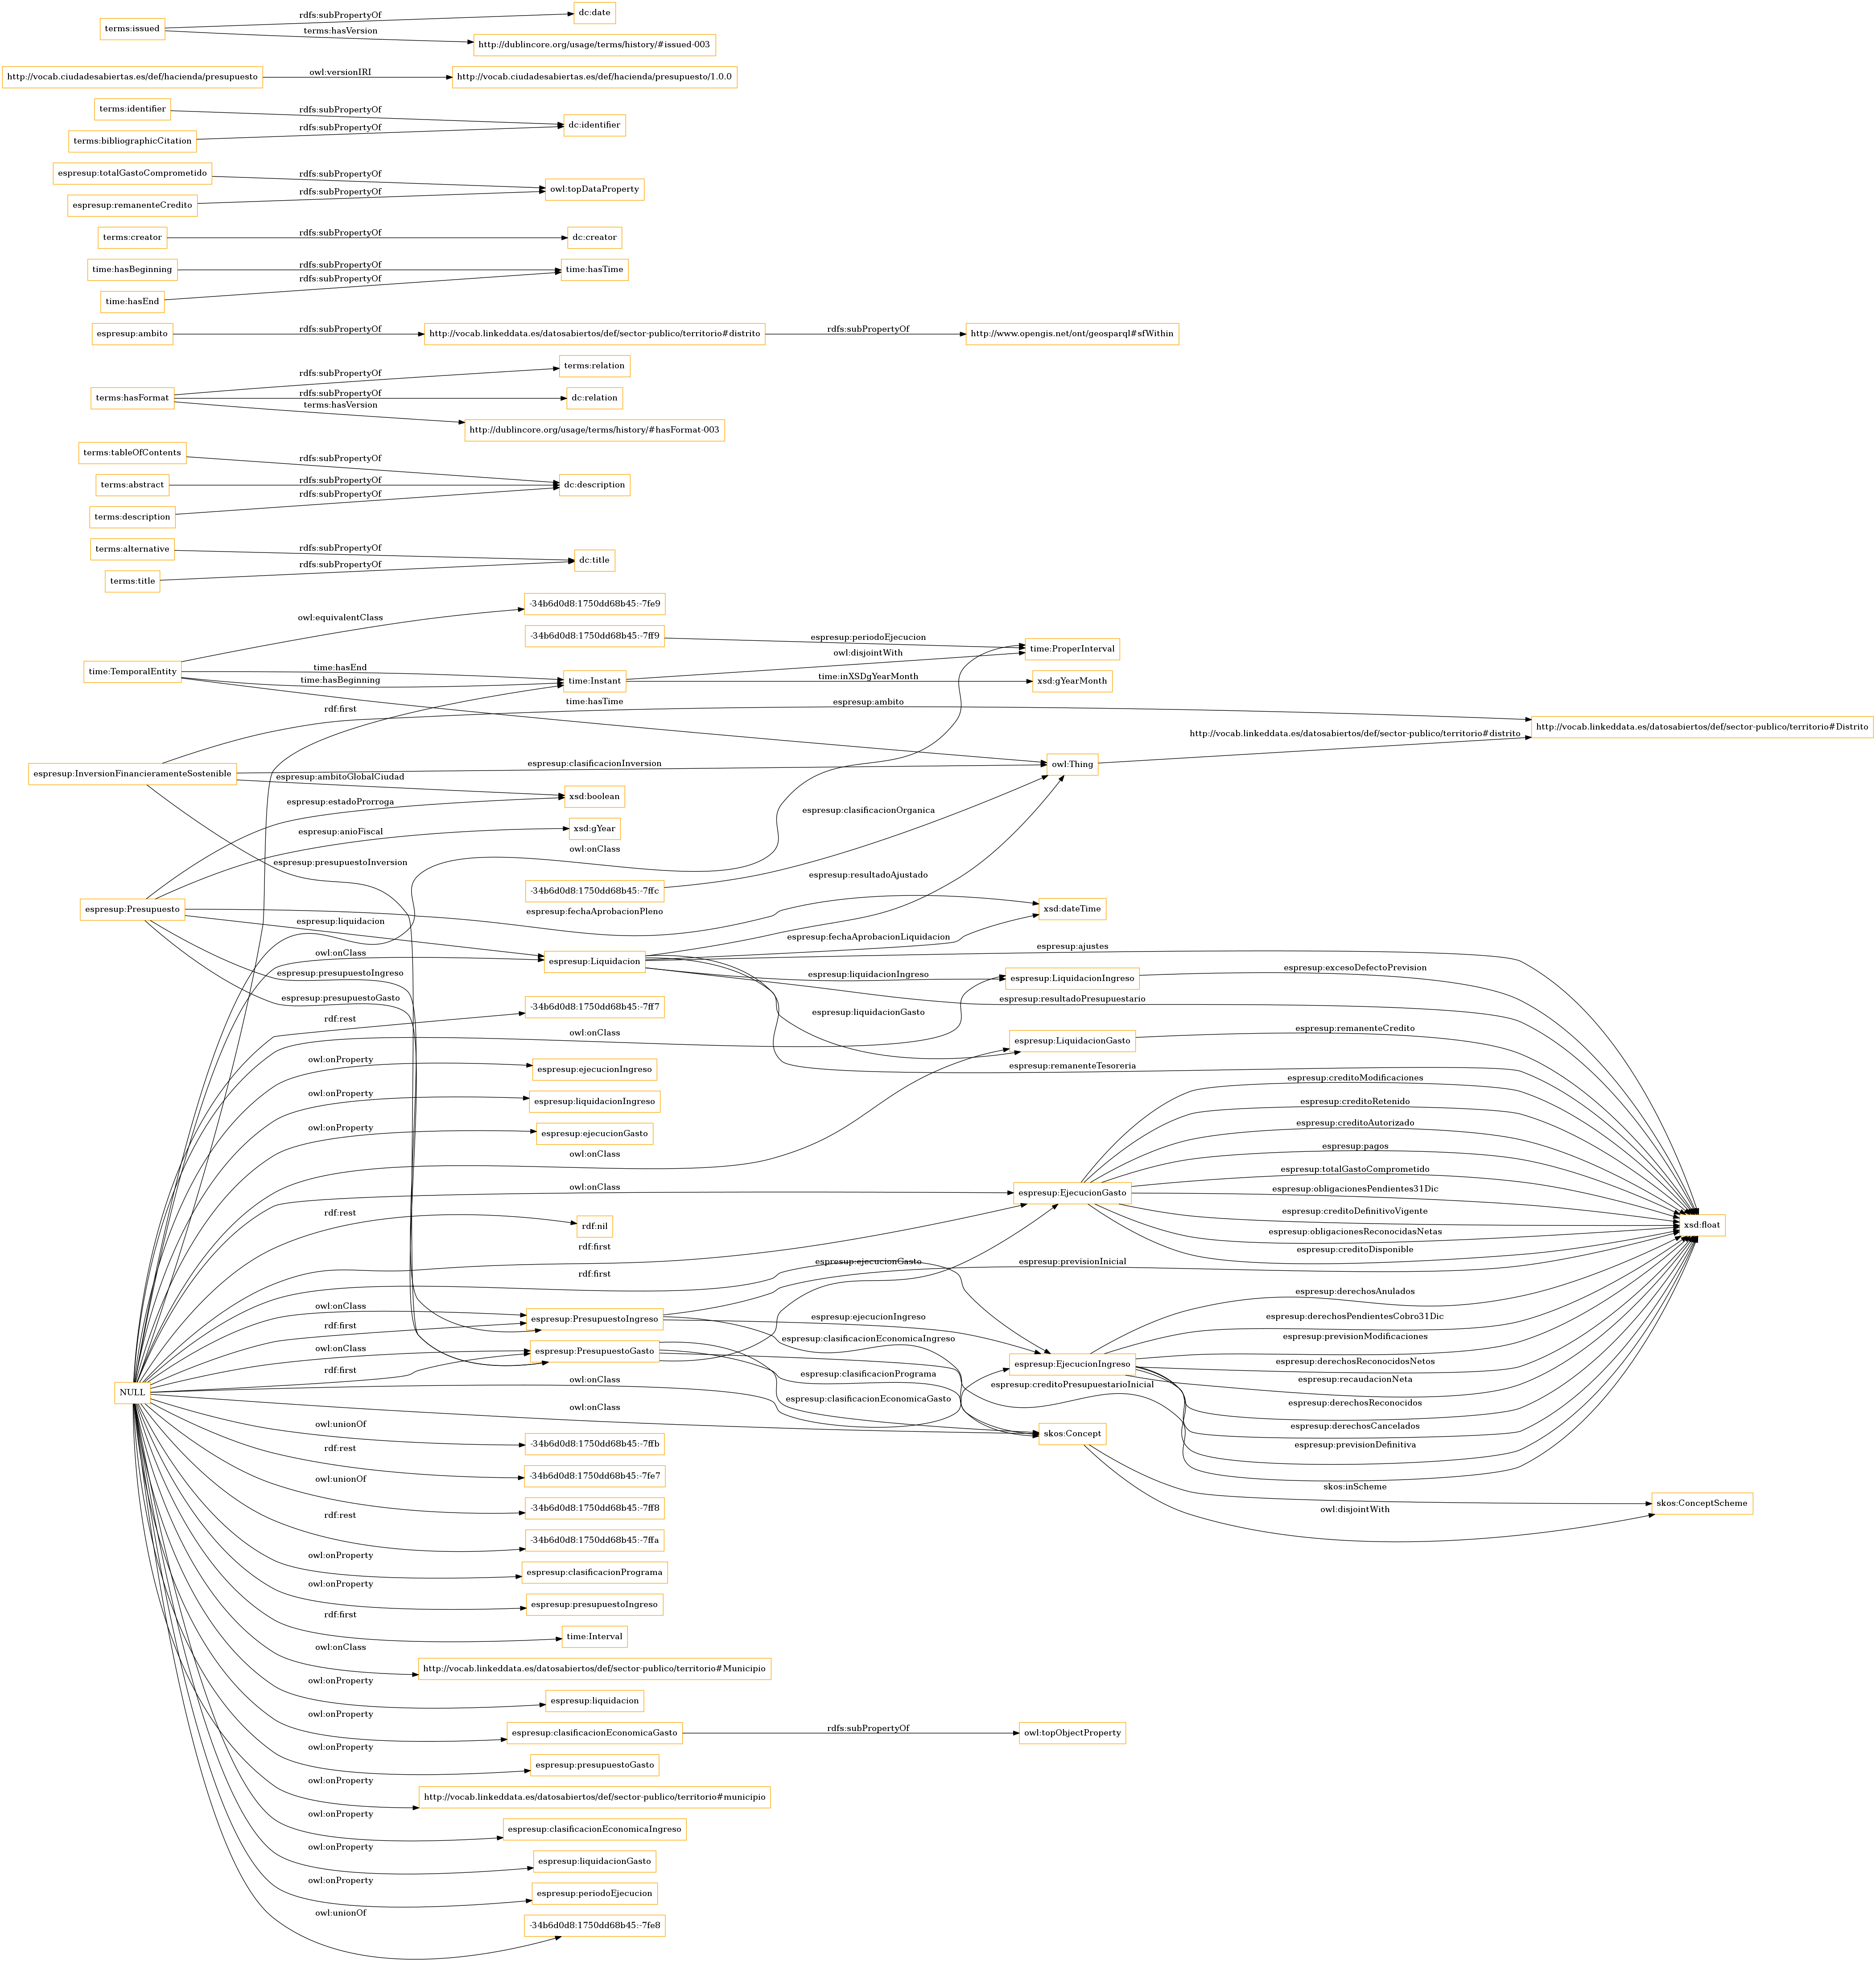 rdfs:subPropertyOf
dc:date
terms:issued
terms:hasVersion
http://dublincore.org/usage/terms/history/#issued-003
http://vocab.ciudadesabiertas.es/def/hacienda/presupuesto
owl:versionIRI
http://vocab.ciudadesabiertas.es/def/hacienda/presupuesto/1.0.0
terms:identifier
rdfs:subPropertyOf
dc:identifier
terms:bibliographicCitation
rdfs:subPropertyOf
espresup:totalGastoComprometido
rdfs:subPropertyOf
owl:topDataProperty
espresup:remanenteCredito
rdfs:subPropertyOf
terms:creator
rdfs:subPropertyOf
dc:creator
time:hasBeginning
rdfs:subPropertyOf
time:hasTime
time:hasEnd
rdfs:subPropertyOf
espresup:ambito
rdfs:subPropertyOf
http://vocab.linkeddata.es/datosabiertos/def/sector-publico/territorio#distrito
rdfs:subPropertyOf
http://www.opengis.net/ont/geosparql#sfWithin
terms:hasFormat
rdfs:subPropertyOf
terms:relation
rdfs:subPropertyOf
dc:relation
terms:hasVersion
http://dublincore.org/usage/terms/history/#hasFormat-003
terms:tableOfContents
rdfs:subPropertyOf
terms:abstract
rdfs:subPropertyOf
dc:description
terms:description
rdfs:subPropertyOf
terms:alternative
rdfs:subPropertyOf
dc:title
terms:title
rdfs:subPropertyOf
-34b6d0d8:1750dd68b45:-7fe9
owl:equivalentClass
-34b6d0d8:1750dd68b45:-7ff9
espresup:periodoEjecucion
time:ProperInterval
owl:disjointWith
time:TemporalEntity
time:hasEnd
time:hasBeginning
time:Instant
time:inXSDgYearMonth
xsd:gYearMonth
time:hasTime
rdf:first
espresup:ambito
http://vocab.linkeddata.es/datosabiertos/def/sector-publico/territorio#Distrito
http://vocab.linkeddata.es/datosabiertos/def/sector-publico/territorio#distrito
espresup:InversionFinancieramenteSostenible
espresup:clasificacionInversion
owl:Thing
espresup:ambitoGlobalCiudad
xsd:boolean
espresup:estadoProrroga
espresup:clasificacionOrganica
xsd:gYear
espresup:anioFiscal
owl:onClass
espresup:presupuestoInversion
espresup:resultadoAjustado
-34b6d0d8:1750dd68b45:-7ffc
espresup:Presupuesto
espresup:fechaAprobacionPleno
xsd:dateTime
espresup:liquidacion
espresup:fechaAprobacionLiquidacion
espresup:ajustes
owl:onClass
espresup:Liquidacion
espresup:presupuestoIngreso
espresup:liquidacionIngreso
espresup:LiquidacionIngreso
espresup:excesoDefectoPrevision
espresup:presupuestoGasto
espresup:resultadoPresupuestario
-34b6d0d8:1750dd68b45:-7ff7
rdf:rest
espresup:liquidacionGasto
owl:onClass
espresup:LiquidacionGasto
espresup:remanenteCredito
owl:onProperty
espresup:ejecucionIngreso
espresup:remanenteTesoreria
owl:onProperty
espresup:liquidacionIngreso
owl:onProperty
espresup:ejecucionGasto
owl:onClass
espresup:creditoModificaciones
espresup:creditoRetenido
espresup:creditoAutorizado
espresup:pagos
espresup:totalGastoComprometido
owl:onClass
espresup:EjecucionGasto
espresup:obligacionesPendientes31Dic
espresup:creditoDefinitivoVigente
xsd:float
espresup:obligacionesReconocidasNetas
espresup:creditoDisponible
rdf:rest
rdf:nil
rdf:first
rdf:first
espresup:ejecucionGasto
espresup:previsionInicial
espresup:derechosAnulados
owl:onClass
espresup:PresupuestoIngreso
espresup:ejecucionIngreso
espresup:derechosPendientesCobro31Dic
rdf:first
espresup:clasificacionEconomicaIngreso
espresup:previsionModificaciones
owl:onClass
espresup:PresupuestoGasto
espresup:EjecucionIngreso
espresup:derechosReconocidosNetos
rdf:first
espresup:clasificacionPrograma
espresup:creditoPresupuestarioInicial
espresup:recaudacionNeta
NULL
owl:onClass
espresup:clasificacionEconomicaGasto
espresup:derechosReconocidos
owl:onClass
espresup:derechosCancelados
skos:Concept
espresup:previsionDefinitiva
owl:unionOf
-34b6d0d8:1750dd68b45:-7ffb
rdf:rest
-34b6d0d8:1750dd68b45:-7fe7
skos:inScheme
skos:ConceptScheme
owl:disjointWith
owl:unionOf
-34b6d0d8:1750dd68b45:-7ff8
rdf:rest
-34b6d0d8:1750dd68b45:-7ffa
owl:onProperty
espresup:clasificacionPrograma
owl:onProperty
espresup:presupuestoIngreso
rdf:first
time:Interval
owl:onClass
http://vocab.linkeddata.es/datosabiertos/def/sector-publico/territorio#Municipio
owl:onProperty
espresup:liquidacion
owl:onProperty
espresup:clasificacionEconomicaGasto
rdfs:subPropertyOf
owl:topObjectProperty
owl:onProperty
espresup:presupuestoGasto
owl:onProperty
http://vocab.linkeddata.es/datosabiertos/def/sector-publico/territorio#municipio
owl:onProperty
espresup:clasificacionEconomicaIngreso
owl:onProperty
espresup:liquidacionGasto
owl:onProperty
espresup:periodoEjecucion
owl:unionOf
-34b6d0d8:1750dd68b45:-7fe8